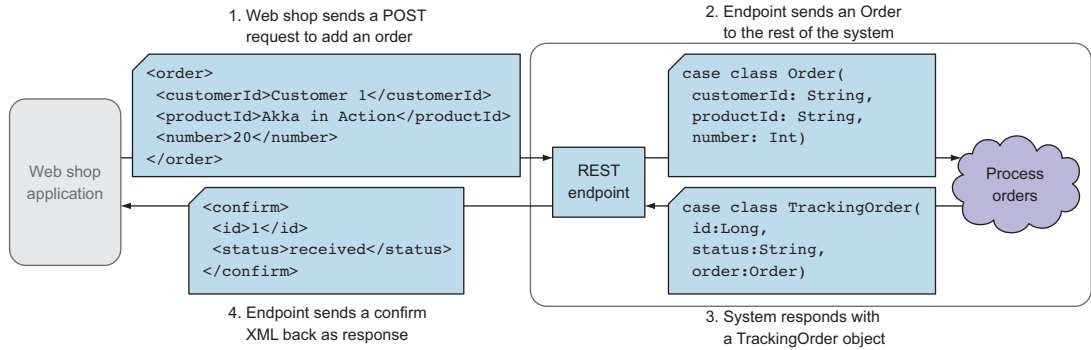 1. Web shop sends a POST
request to add an order
2. Endpoint sends an Order
to the rest of the system
<order>
<customerId>Customer 1</customerId>
<productId>Akka in Action</productId>
<number>20</number>
</order>
case class Order(
customerId: String,
productId: String,
number: Int)
Web shop
application
REST
endpoint
Process
orders
<confirm>
<id>1</id>
<status>received</status>
</confirm>
case class TrackingOrder(
id:Long,
status:String,
order:Order)
4. Endpoint sends a confirm
XML back as response
3. System responds with
a TrackingOrder object